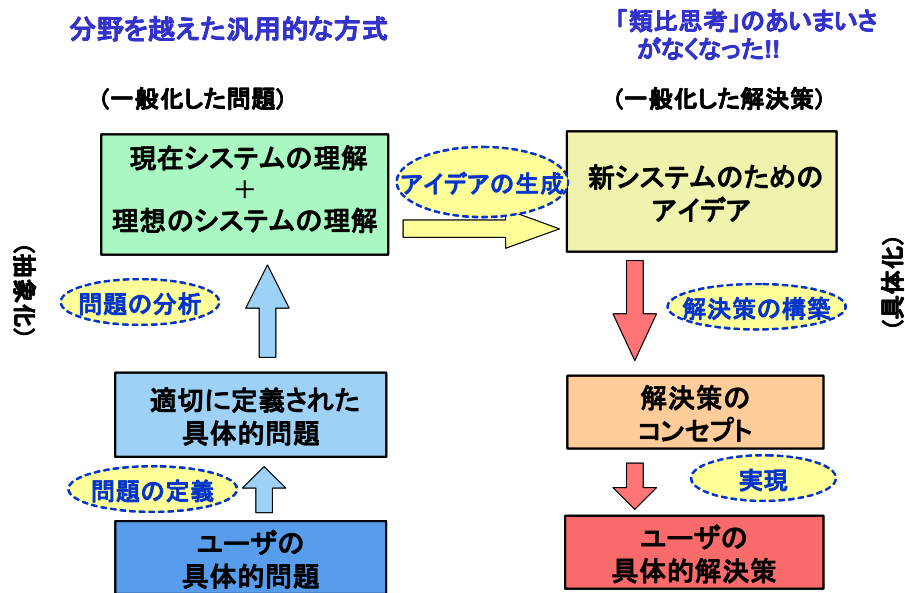 分野を越えた汎用的な方式
「類比思考」のあいまいさ
がなくなった!!
(一般化した問題)
(一般化した解決策)
現在システムの理解
+
理想のシステムの理解
アイデアの生成
新システムのための
アイデア
(抽象化)
問題の分析
解決策の構築
(具体化)
適切に定義された
具体的問題
解決策の
コンセプト
問題の定義
実現
ユーザの
具体的問題
ユーザの
具体的解決策